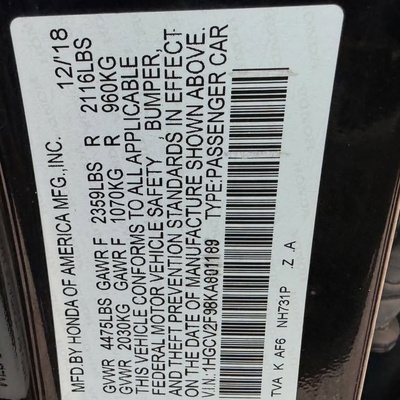 MFD.BY HONDA OF AMERICA MFG.,INC. 12/'18
GVWR 4475LBS GAWR F 2359LBS R 2116LBS
GVWR 2030KG GAWR F 1070KG R 960KG
THIS VEHICLE CONFORMS TO ALL APPLICABLE
FEDERAL MOTOR VEHICLE SAFETY , BUMPER,
AND THEFT PREVENTION STANDARDS IN EFFECT
ON THE DATE OF MANUFACTURE SHOWN ABOVE.
V.I.N.:1HGCV2F98KA801189 TYPE:PASSENGER CAR
TVA K AF6 NH731P .Z .A